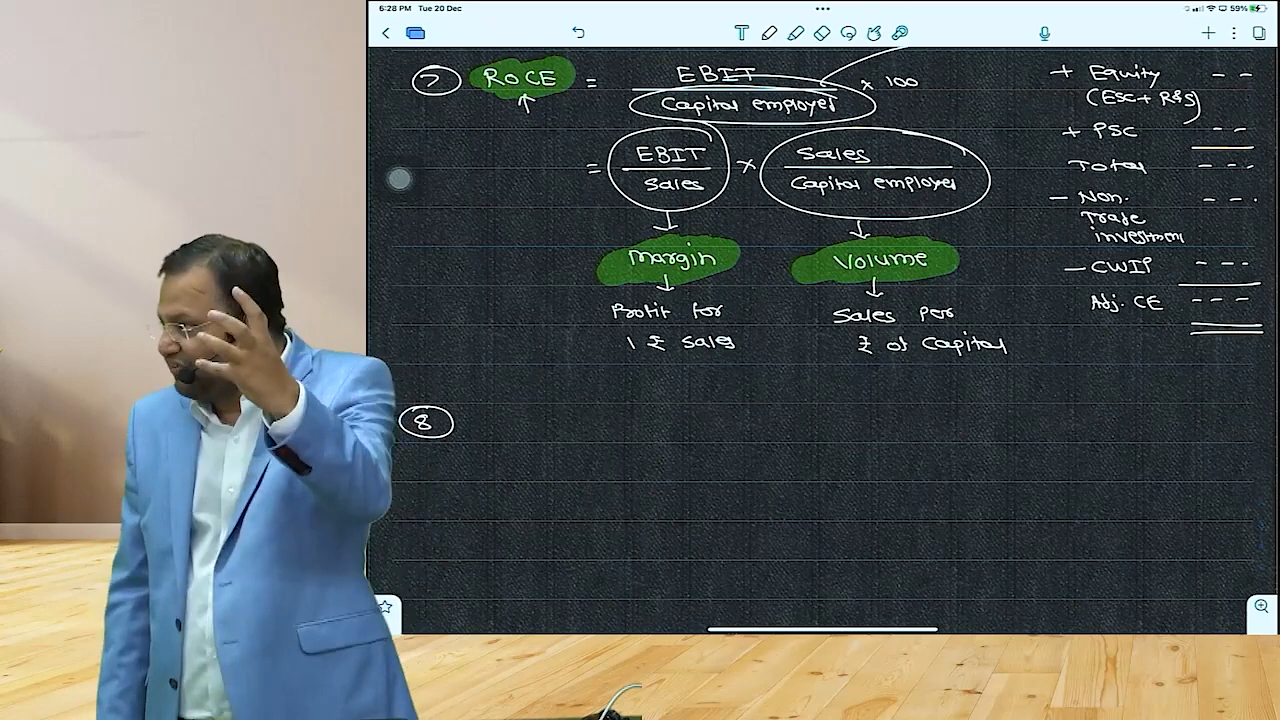 6:28 PM Tue 20 Dec
59%
7 ROCE = EBIT
Capital employed × 100
= EBIT
Sales × Sales
Capital employed
Margin
Profit for
1 ₹ Sales
Volume
Sales per
₹ of Capital
8
+ Equity - -
(ESC + R&S)
+ PSC - -
Total - - -
- Non. - - -
Trade
investment
- CWIP - - -
Adj. CE - - -